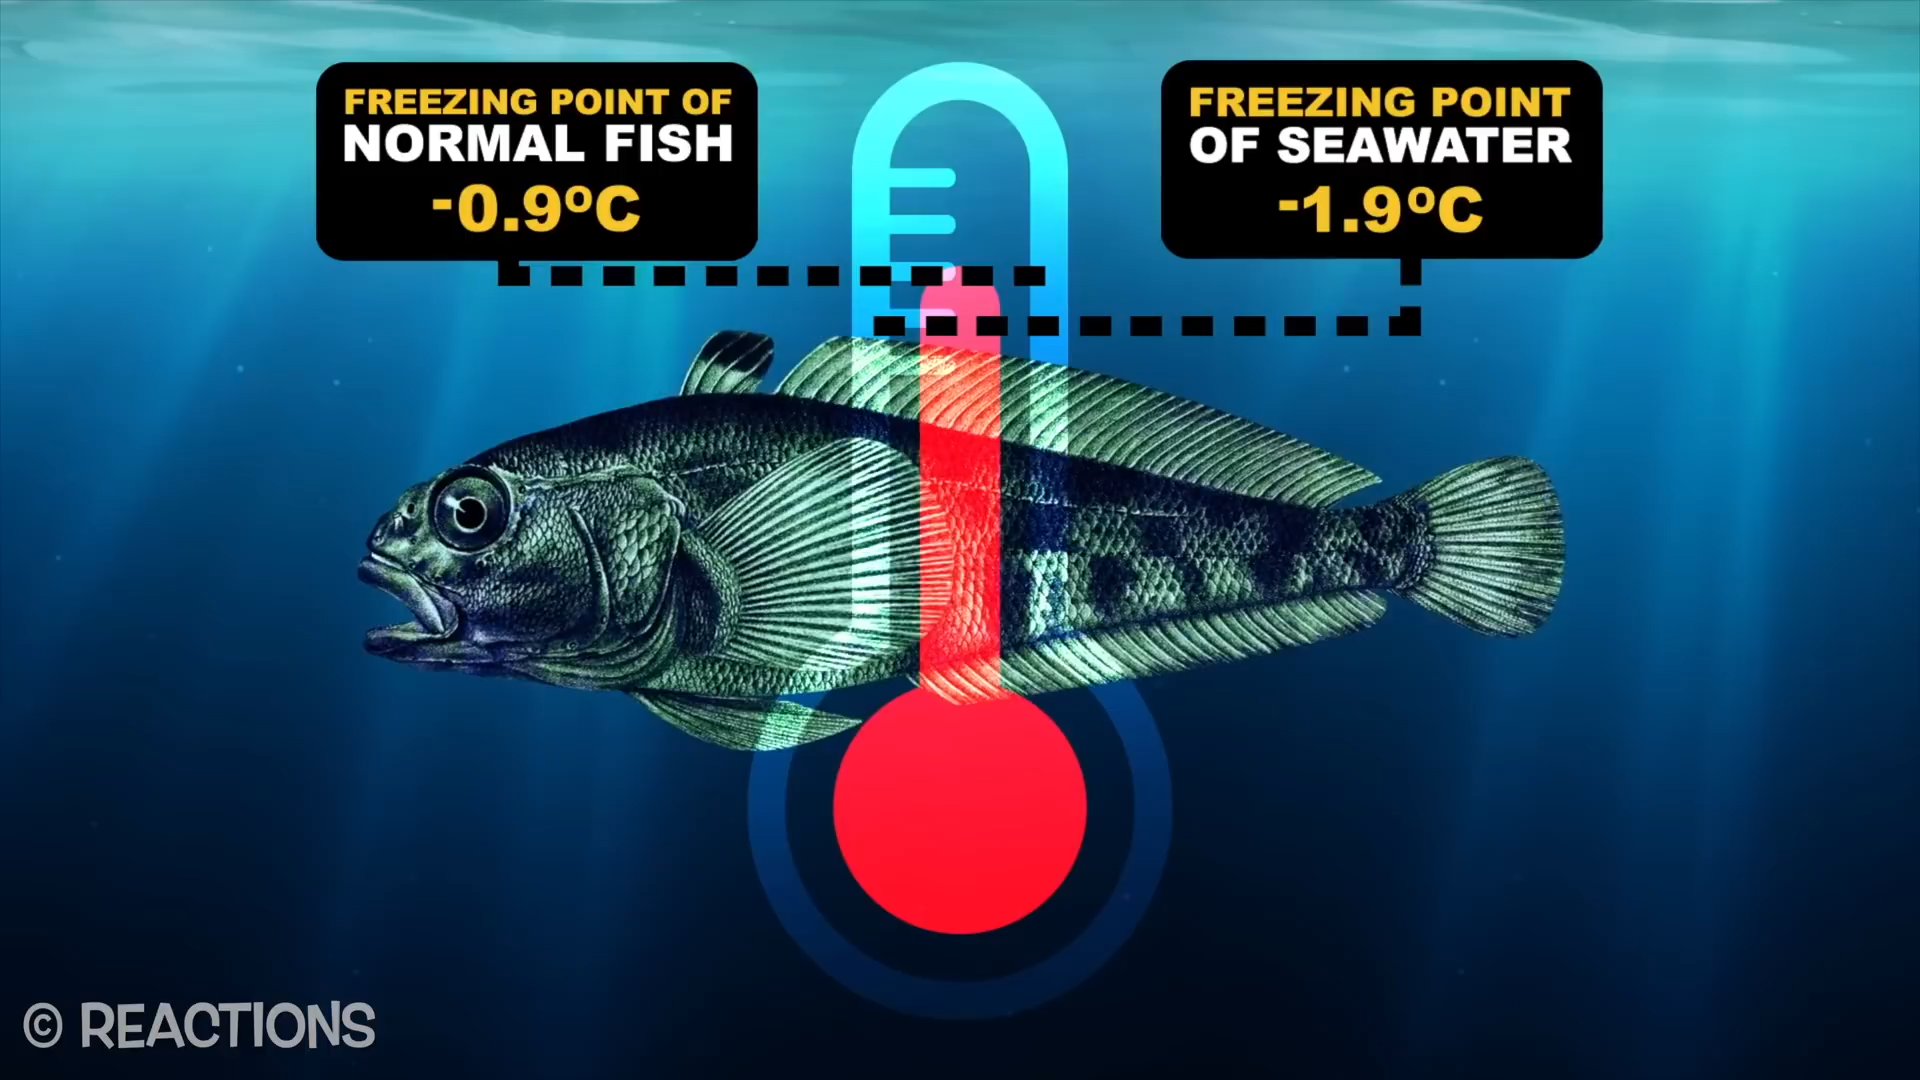 FREEZING POINT OF
NORMAL FISH
-0.9ºC
FREEZING POINT
OF SEAWATER
-1.9ºC
© REACTIONS